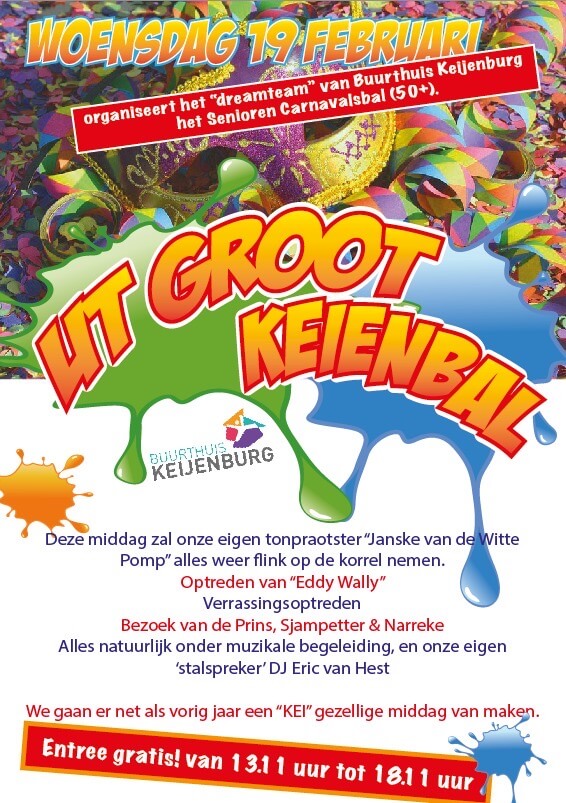 WOENSDAG 19 FEBRUARI
organiseert het "dreamteam" van Buurthuis Keijenburg
het Senioren Carnavalsbal (50+).
UT GROOT
KEIENBAL
BUURTHUIS
KEIJENBURG
Deze middag zal onze eigen tonpraotster "Janske van de Witte
Pomp" alles weer flink op de korrel nemen.
Optreden van "Eddy Wally"
Verrassingsoptreden
Bezoek van de Prins, Sjampetter & Narreke
Alles natuurlijk onder muzikale begeleiding, en onze eigen
'stalspreker' DJ Eric van Hest
We gaan er net als vorig jaar een "KEI" gezellige middag van maken.
Entree gratis! van 13.11 uur tot 18.11 uur